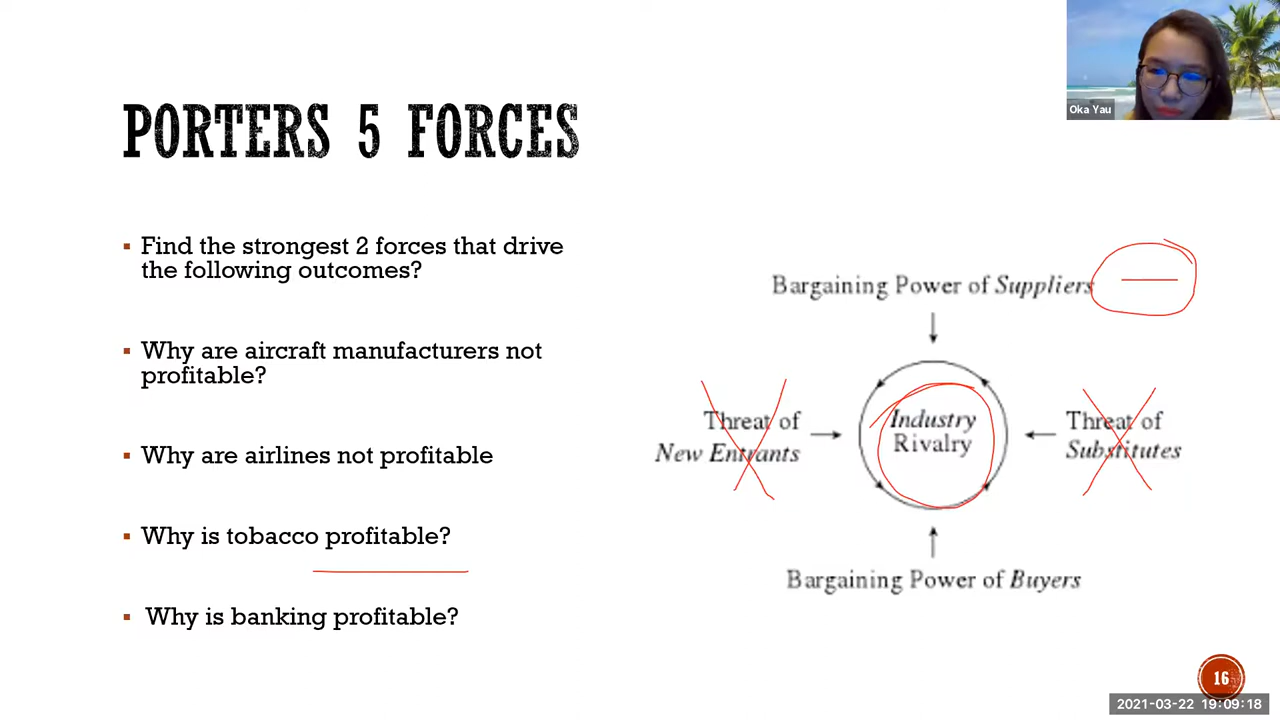 Oka Yau
PORTERS 5 FORCES
▪ Find the strongest 2 forces that drive
the following outcomes?
▪ Why are aircraft manufacturers not
profitable?
▪ Why are airlines not profitable
▪ Why is tobacco profitable?
▪ Why is banking profitable?
Bargaining Power of Suppliers
Threat of
New Entrants
Industry
Rivalry
Threat of
Substitutes
Bargaining Power of Buyers
16
2021-03-22 19:09:18